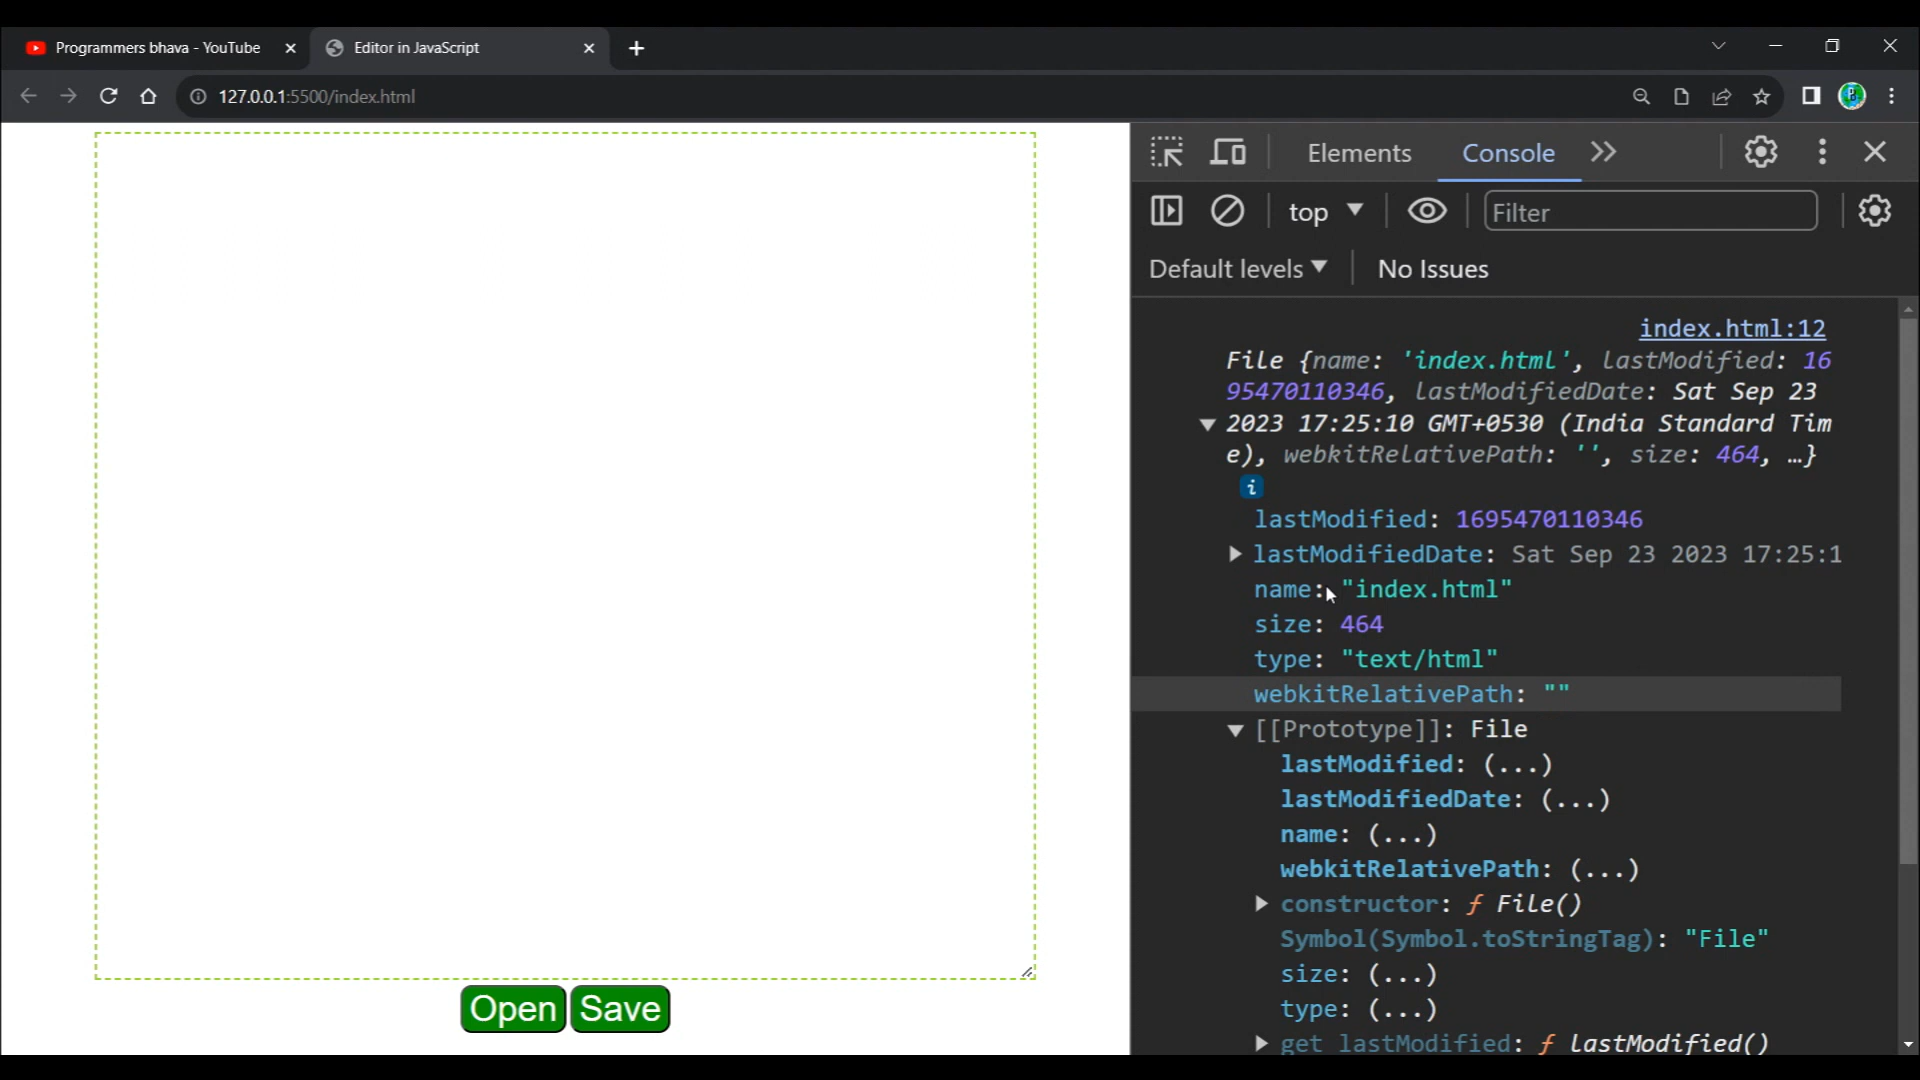 Programmers bhava - YouTube
Editor in JavaScript
127.0.0.1:5500/index.html
Elements
Console
top
Filter
Default levels
No Issues
index.html:12
File {name: 'index.html', lastModified: 16
95470110346, lastModifiedDate: Sat Sep 23
2023 17:25:10 GMT+0530 (India Standard Tim
e), webkitRelativePath: '', size: 464, …}
i
lastModified: 1695470110346
lastModifiedDate: Sat Sep 23 2023 17:25:1
name: "index.html"
size: 464
type: "text/html"
webkitRelativePath: ""
[[Prototype]]: File
lastModified: (...)
lastModifiedDate: (...)
name: (...)
webkitRelativePath: (...)
constructor: ƒ File()
Symbol(Symbol.toStringTag): "File"
size: (...)
type: (...)
get lastModified: ƒ lastModified()
Open
Save